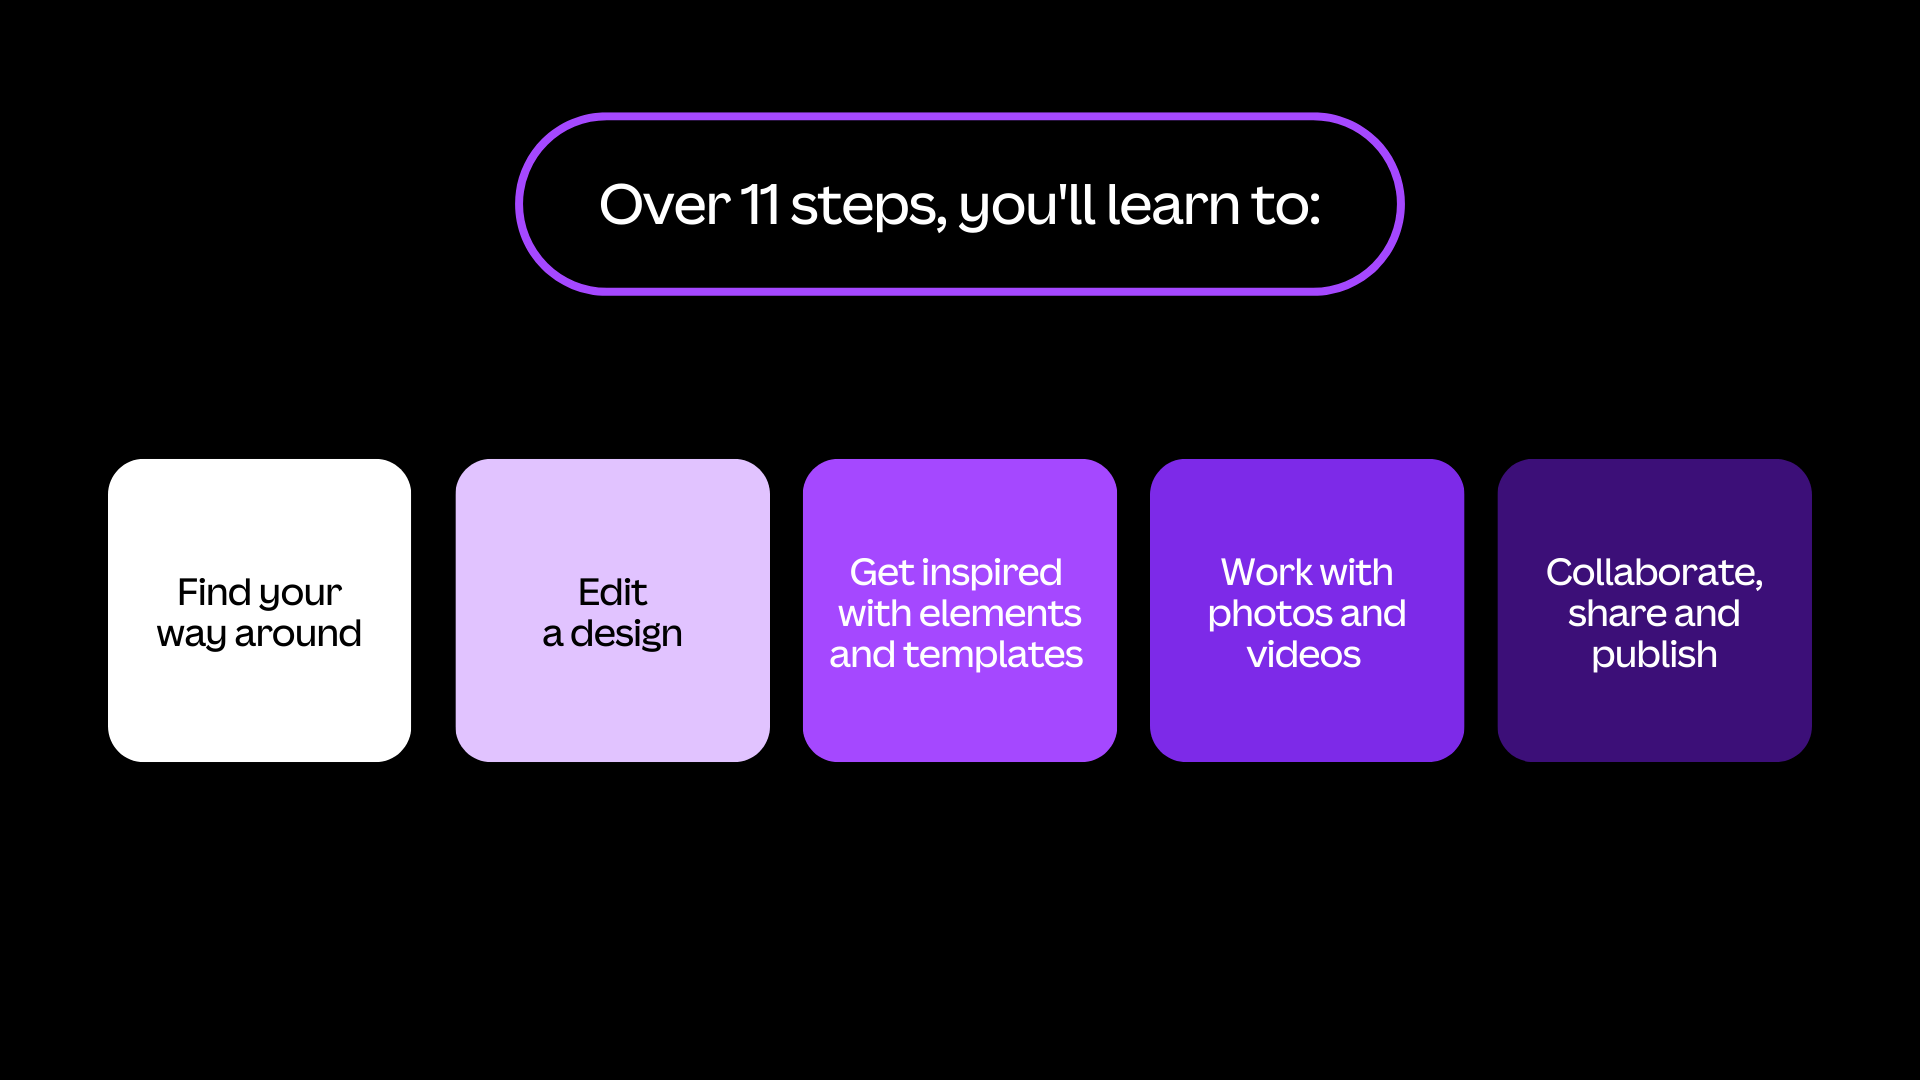 Over 11 steps, you'll learn to:
Find your
way around
Edit
a design
Get inspired
with elements
and templates
Work with
photos and
videos
Collaborate,
share and
publish